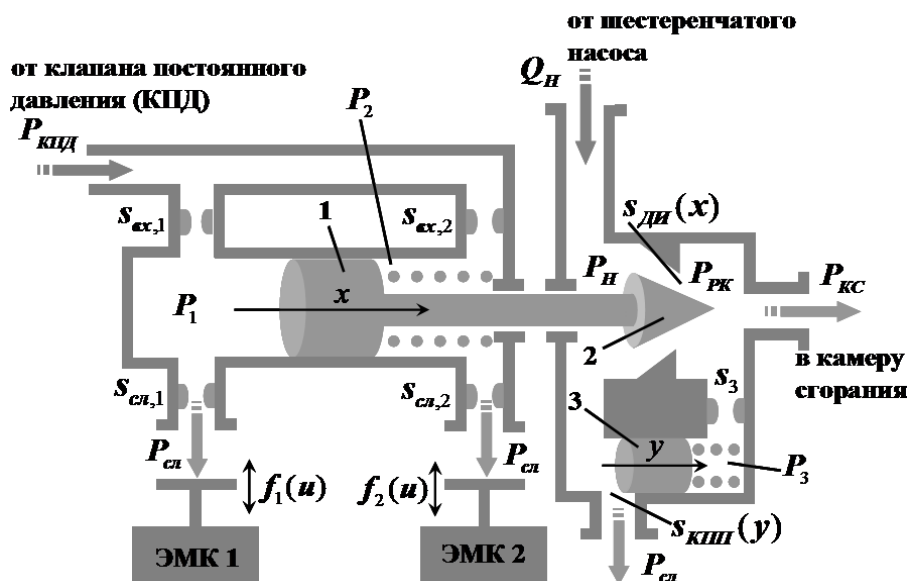 от шестеренчатого
насоса
от клапана постоянного
давления (КПД)
Q_Н
P_2
P_КПД
s_вх,1
1
s_вх,2
s_ДИ(x)
P_Н
P_РК
P_КС
P_1
x
2
в камеру
сгорания
s_сл,1
s_сл,2
3
s_3
P_сл
P_сл
y
P_3
f_1(u)
f_2(u)
s_КПП(y)
ЭМК 1
ЭМК 2
P_сл